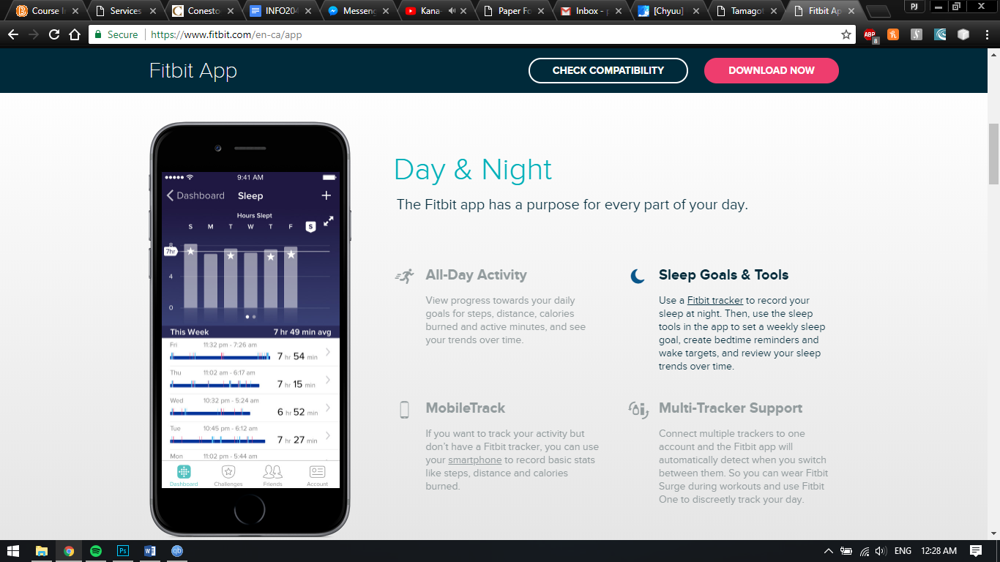 Course I
Services
Conesto
INFO204
Messeng
Kana-
Paper Fo
Inbox - p
[Chyuu]
Tamagot
Fitbit Ap
PJ
Secure
https://www.fitbit.com/en-ca/app
ABP
8
Fitbit App
CHECK COMPATIBILITY
DOWNLOAD NOW
9:41 AM
Dashboard
Sleep
Hours Slept
S M T W T F S
8
7hr
4
0
This Week 7 hr 49 min avg
Fri 11:32 pm - 7:26 am
7 hr 54 min
Thu 11:02 am - 6:17 am
7 hr 15 min
Wed 10:32 pm - 5:24 am
6 hr 52 min
Tue 10:45 pm - 6:12 am
7 hr 27 min
Mon 11:02 pm - 5:44 am
Dashboard
Challenges
Friends
Account
Day & Night
The Fitbit app has a purpose for every part of your day.
All-Day Activity
View progress towards your daily
goals for steps, distance, calories
burned and active minutes, and see
your trends over time.
Sleep Goals & Tools
Use a Fitbit tracker to record your
sleep at night. Then, use the sleep
tools in the app to set a weekly sleep
goal, create bedtime reminders and
wake targets, and review your sleep
trends over time.
MobileTrack
If you want to track your activity but
don't have a Fitbit tracker, you can use
your smartphone to record basic stats
like steps, distance and calories
burned.
Multi-Tracker Support
Connect multiple trackers to one
account and the Fitbit app will
automatically detect when you switch
between them. So you can wear Fitbit
Surge during workouts and use Fitbit
One to discreetly track your day.
Ps
qb
ENG
12:28 AM